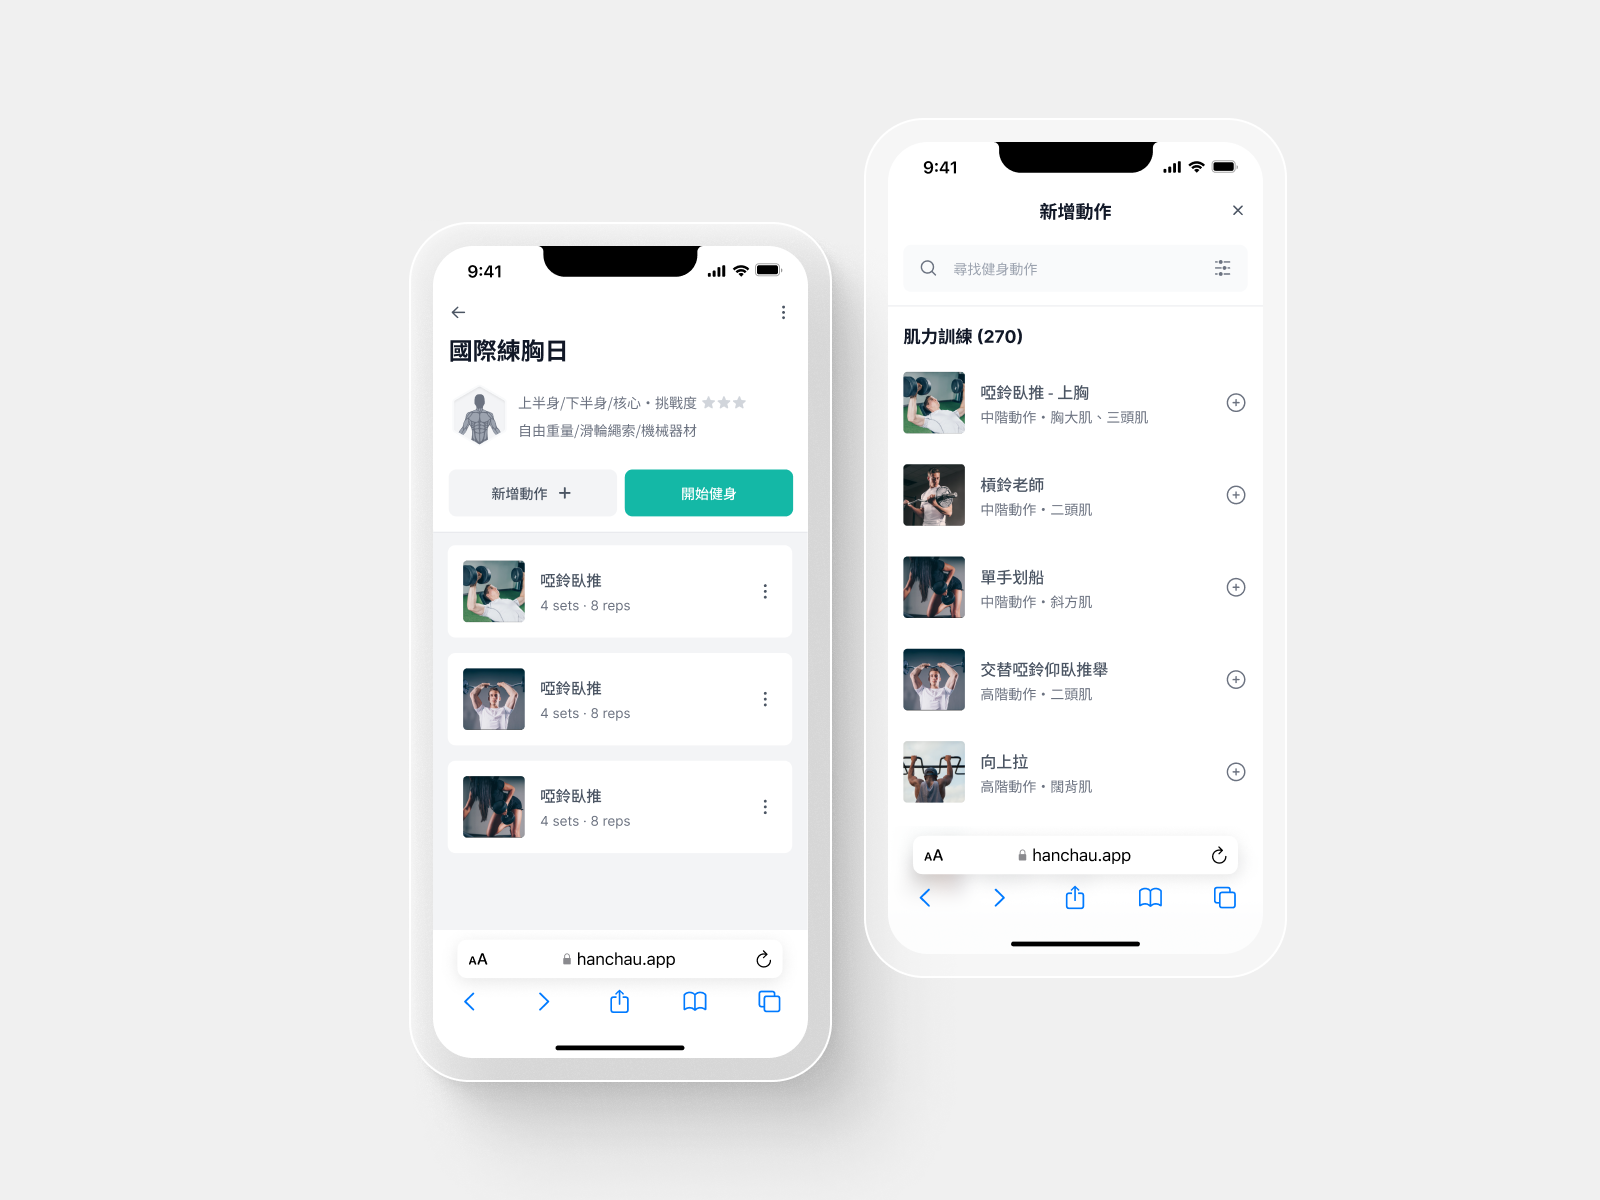 9:41
國際練胸日
上半身/下半身/核心・挑戰度
自由重量/滑輪繩索/機械器材
新增動作 +
開始健身
啞鈴臥推
4 sets · 8 reps
啞鈴臥推
4 sets · 8 reps
啞鈴臥推
4 sets · 8 reps
AA
hanchau.app
9:41
新增動作
尋找健身動作
肌力訓練 (270)
啞鈴臥推 - 上胸
中階動作・胸大肌、三頭肌
槓鈴老師
中階動作・二頭肌
單手划船
中階動作・斜方肌
交替啞鈴仰臥推舉
高階動作・二頭肌
向上拉
高階動作・闊背肌
AA
hanchau.app